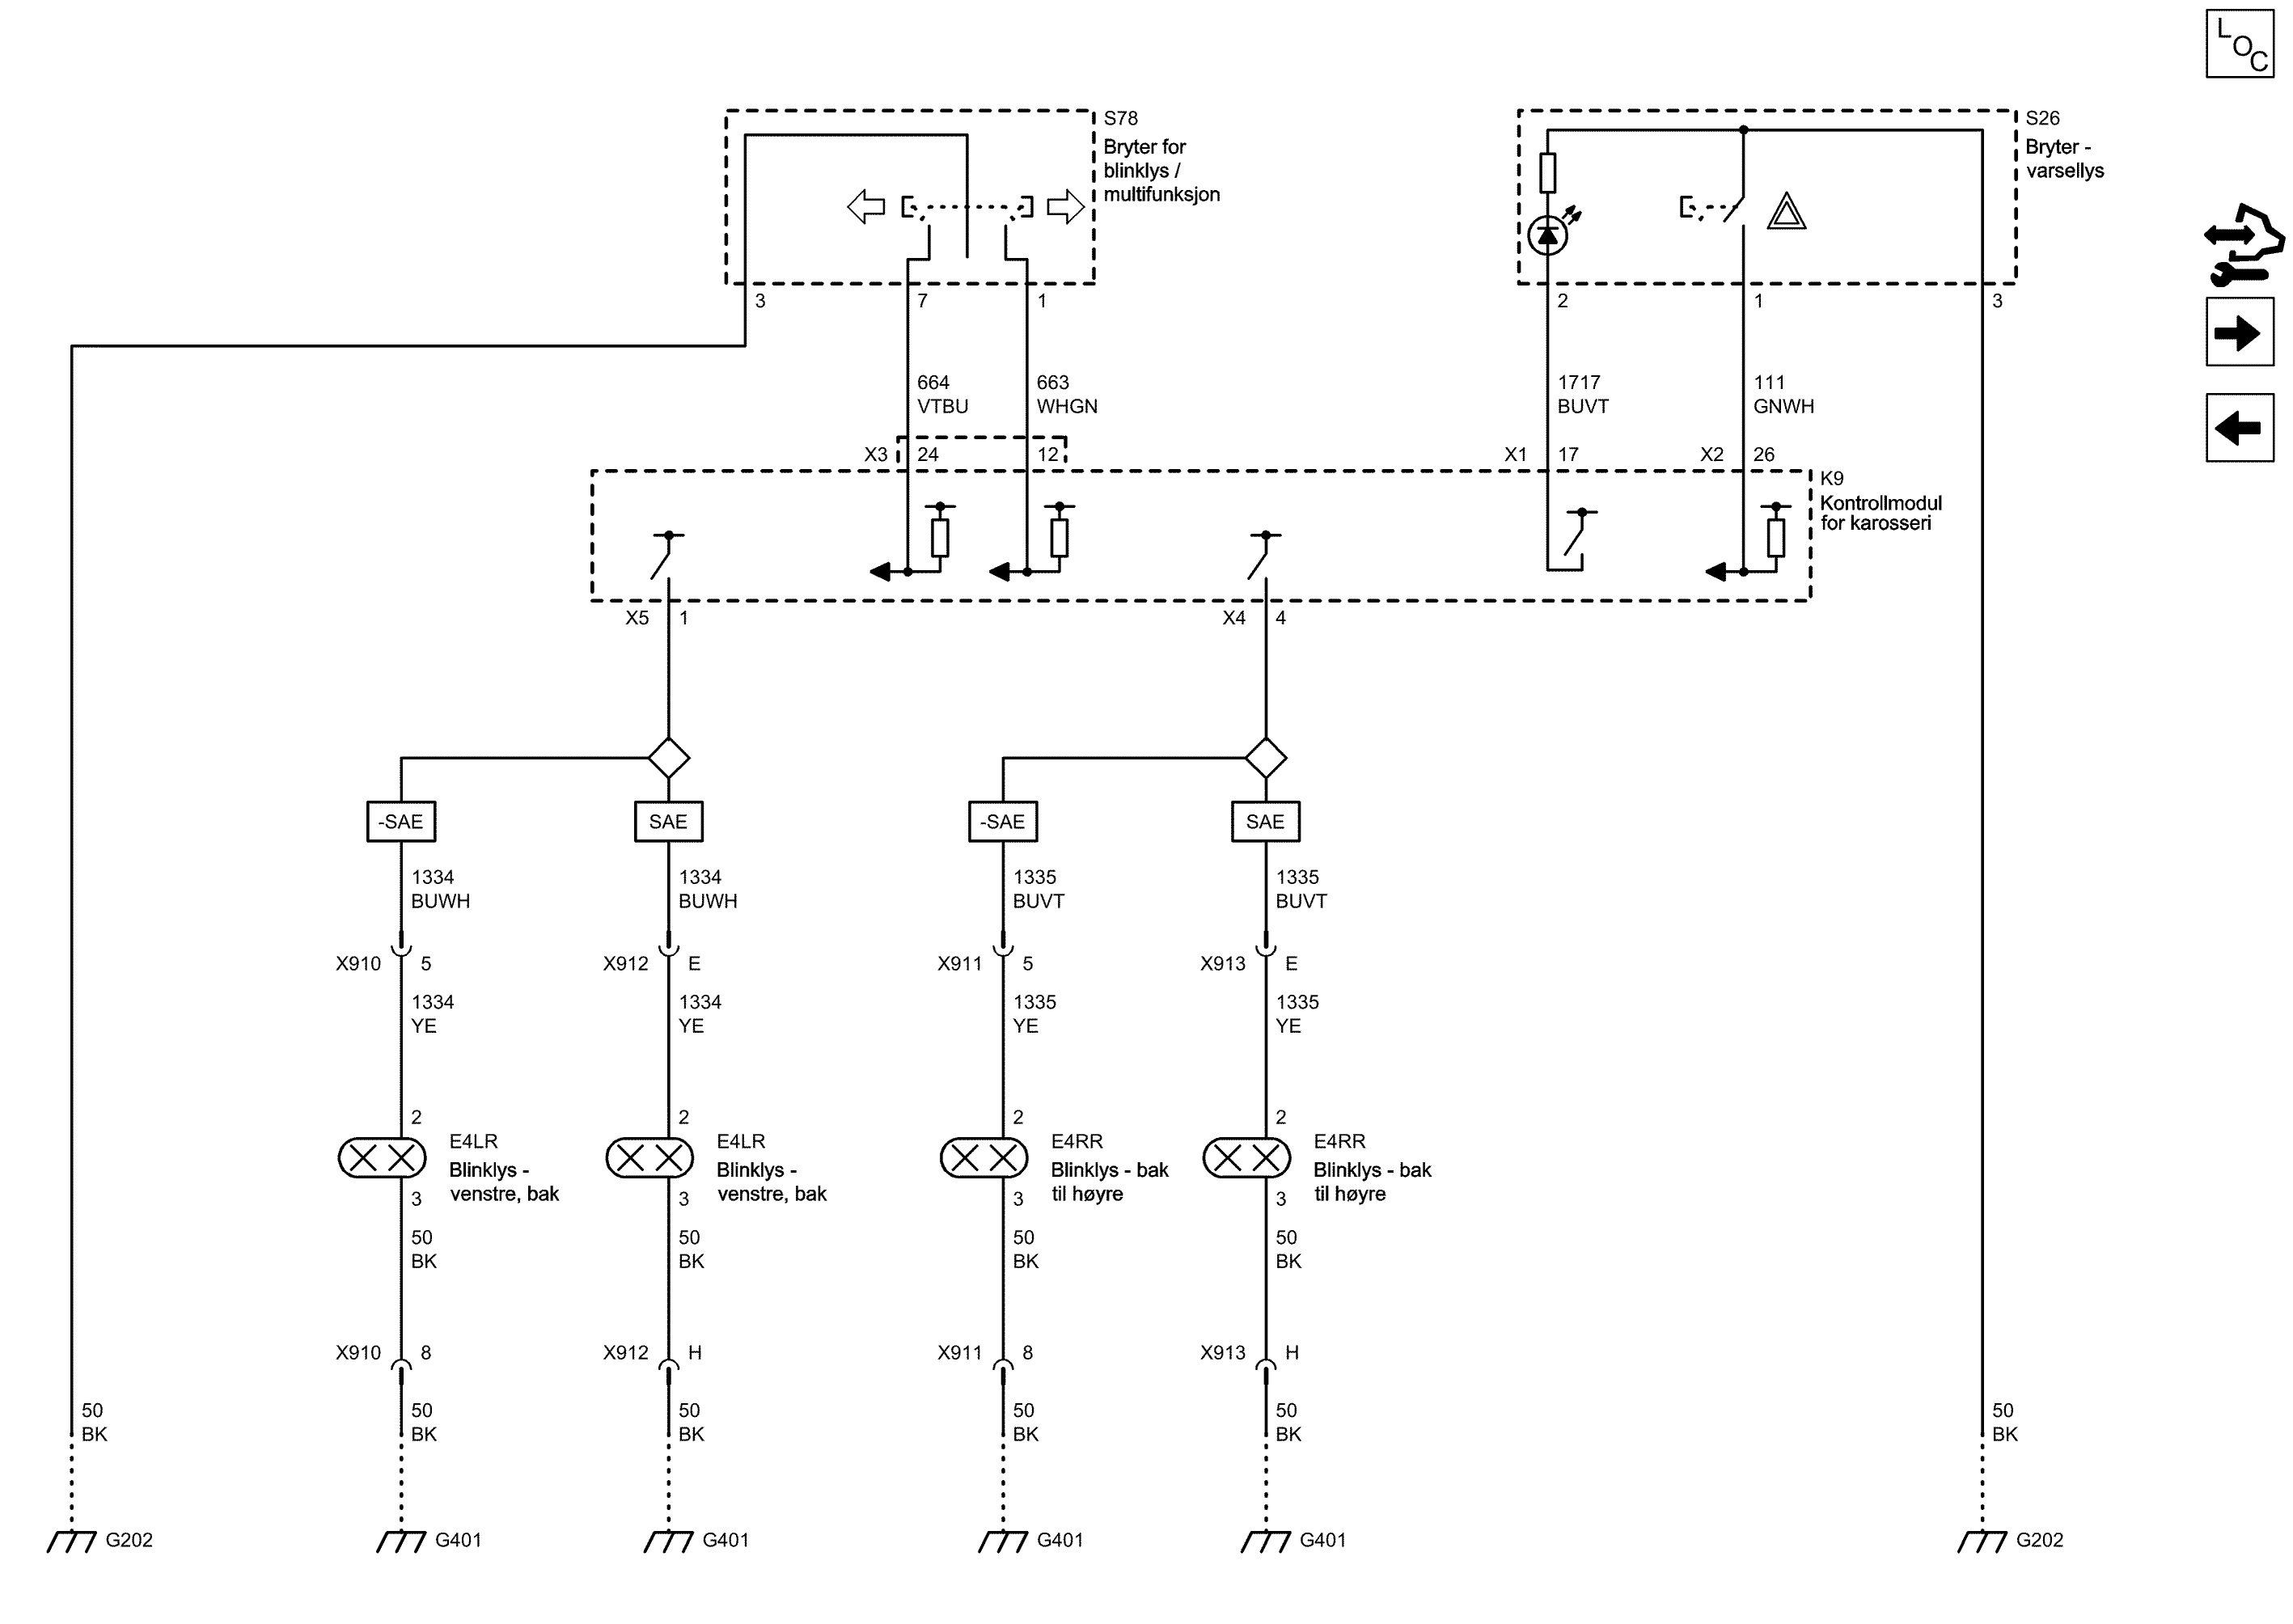 L
O
C
S78
Bryter for
blinklys /
multifunksjon
S26
Bryter -
varsellys
3 7 1 2 1 3
664 663 1717 111
VTBU WHGN BUVT GNWH
X3 24 12 X1 17 X2 26
K9
Kontrollmodul
for karosseri
X5 1 X4 4
-SAE SAE -SAE SAE
1334 1334 1335 1335
BUWH BUWH BUVT BUVT
X910 5 X912 E X911 5 X913 E
1334 1334 1335 1335
YE YE YE YE
2 2 2 2
E4LR E4LR E4RR E4RR
Blinklys - Blinklys - Blinklys - bak Blinklys - bak
venstre, bak venstre, bak til høyre til høyre
3 3 3 3
50 50 50 50
BK BK BK BK
X910 8 X912 H X911 8 X913 H
50 50 50 50 50 50
BK BK BK BK BK BK
G202 G401 G401 G401 G401 G202